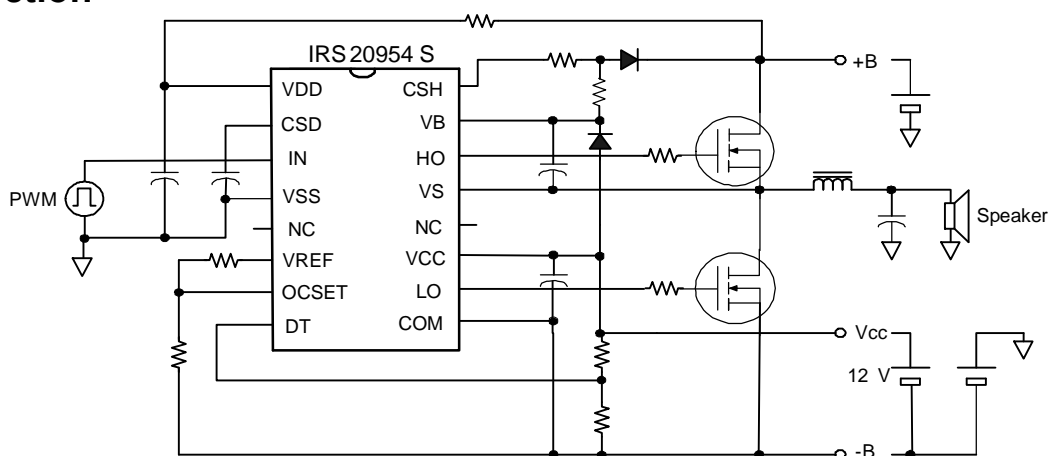 IRS20954 S
VDD
CSD
IN
VSS
NC
VREF
OCSET
DT
CSH
VB
HO
VS
NC
VCC
LO
COM
PWM
+B
Speaker
Vcc
12 V
-B